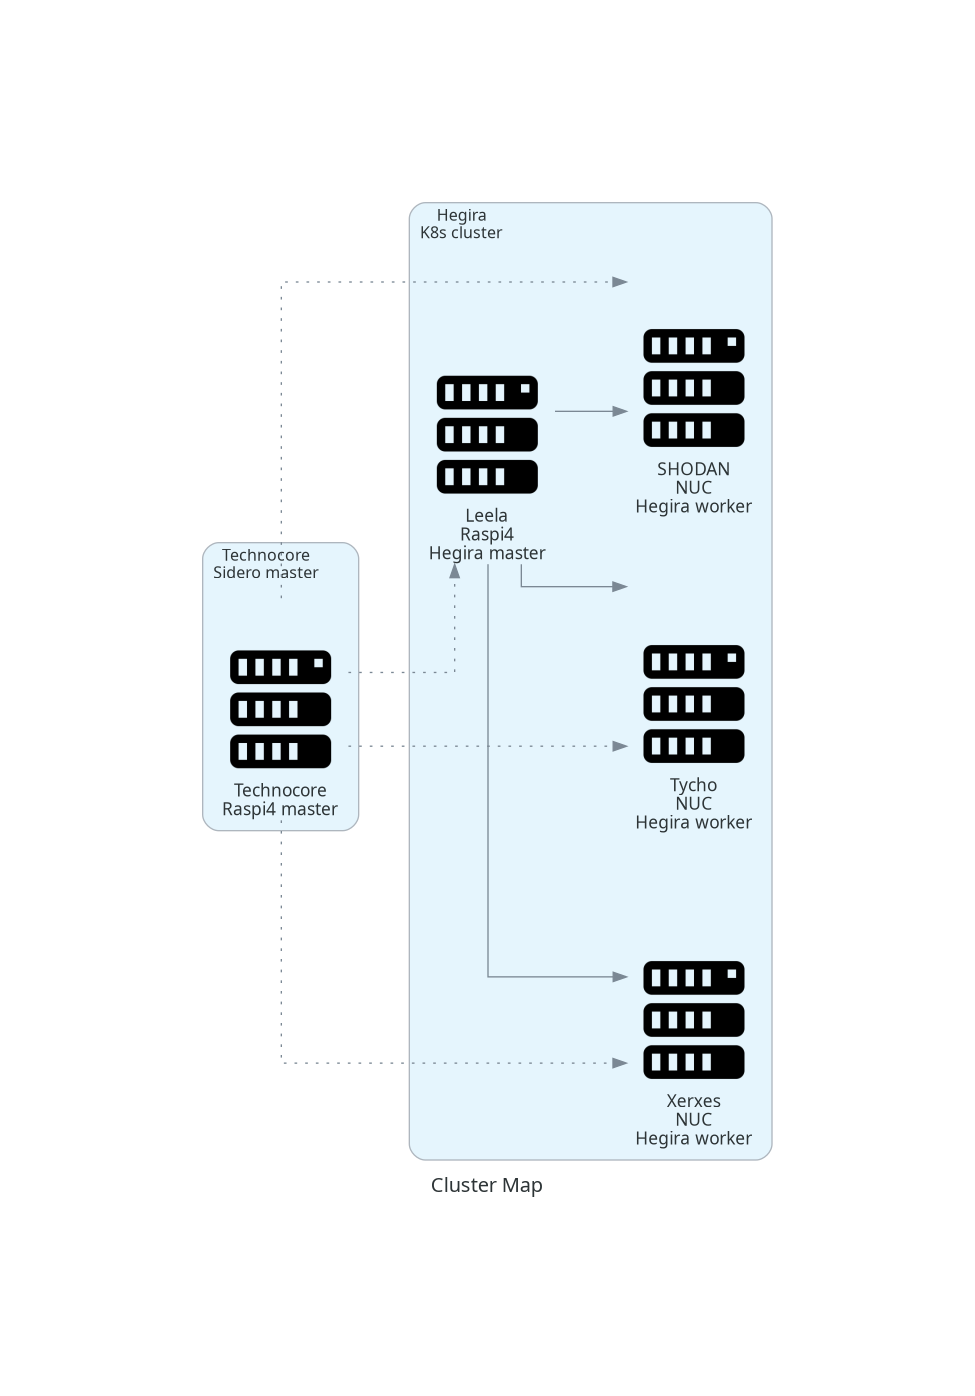 Hegira
K8s cluster
Leela
Raspi4
Hegira master
SHODAN
NUC
Hegira worker
Technocore
Sidero master
Technocore
Raspi4 master
Tycho
NUC
Hegira worker
Xerxes
NUC
Hegira worker
Cluster Map